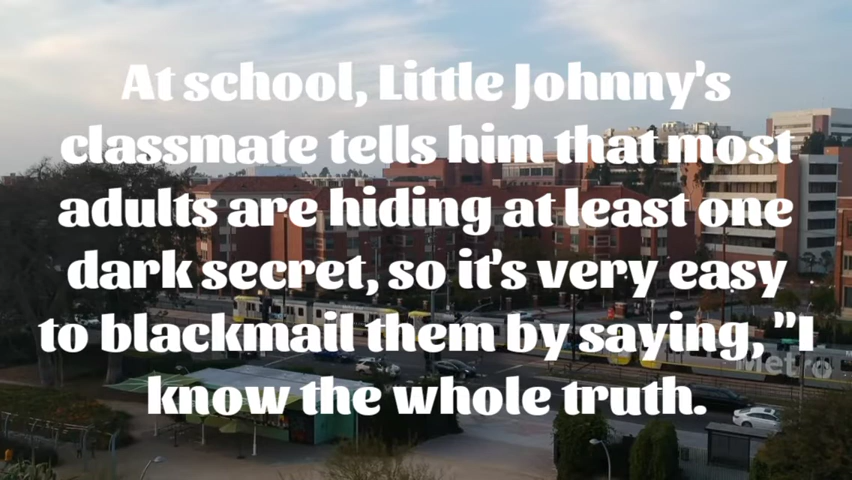 At school, Little Johnny's
classmate tells him that most
adults are hiding at least one
dark secret, so it's very easy
to blackmail them by saying, "I
know the whole truth.
Metro